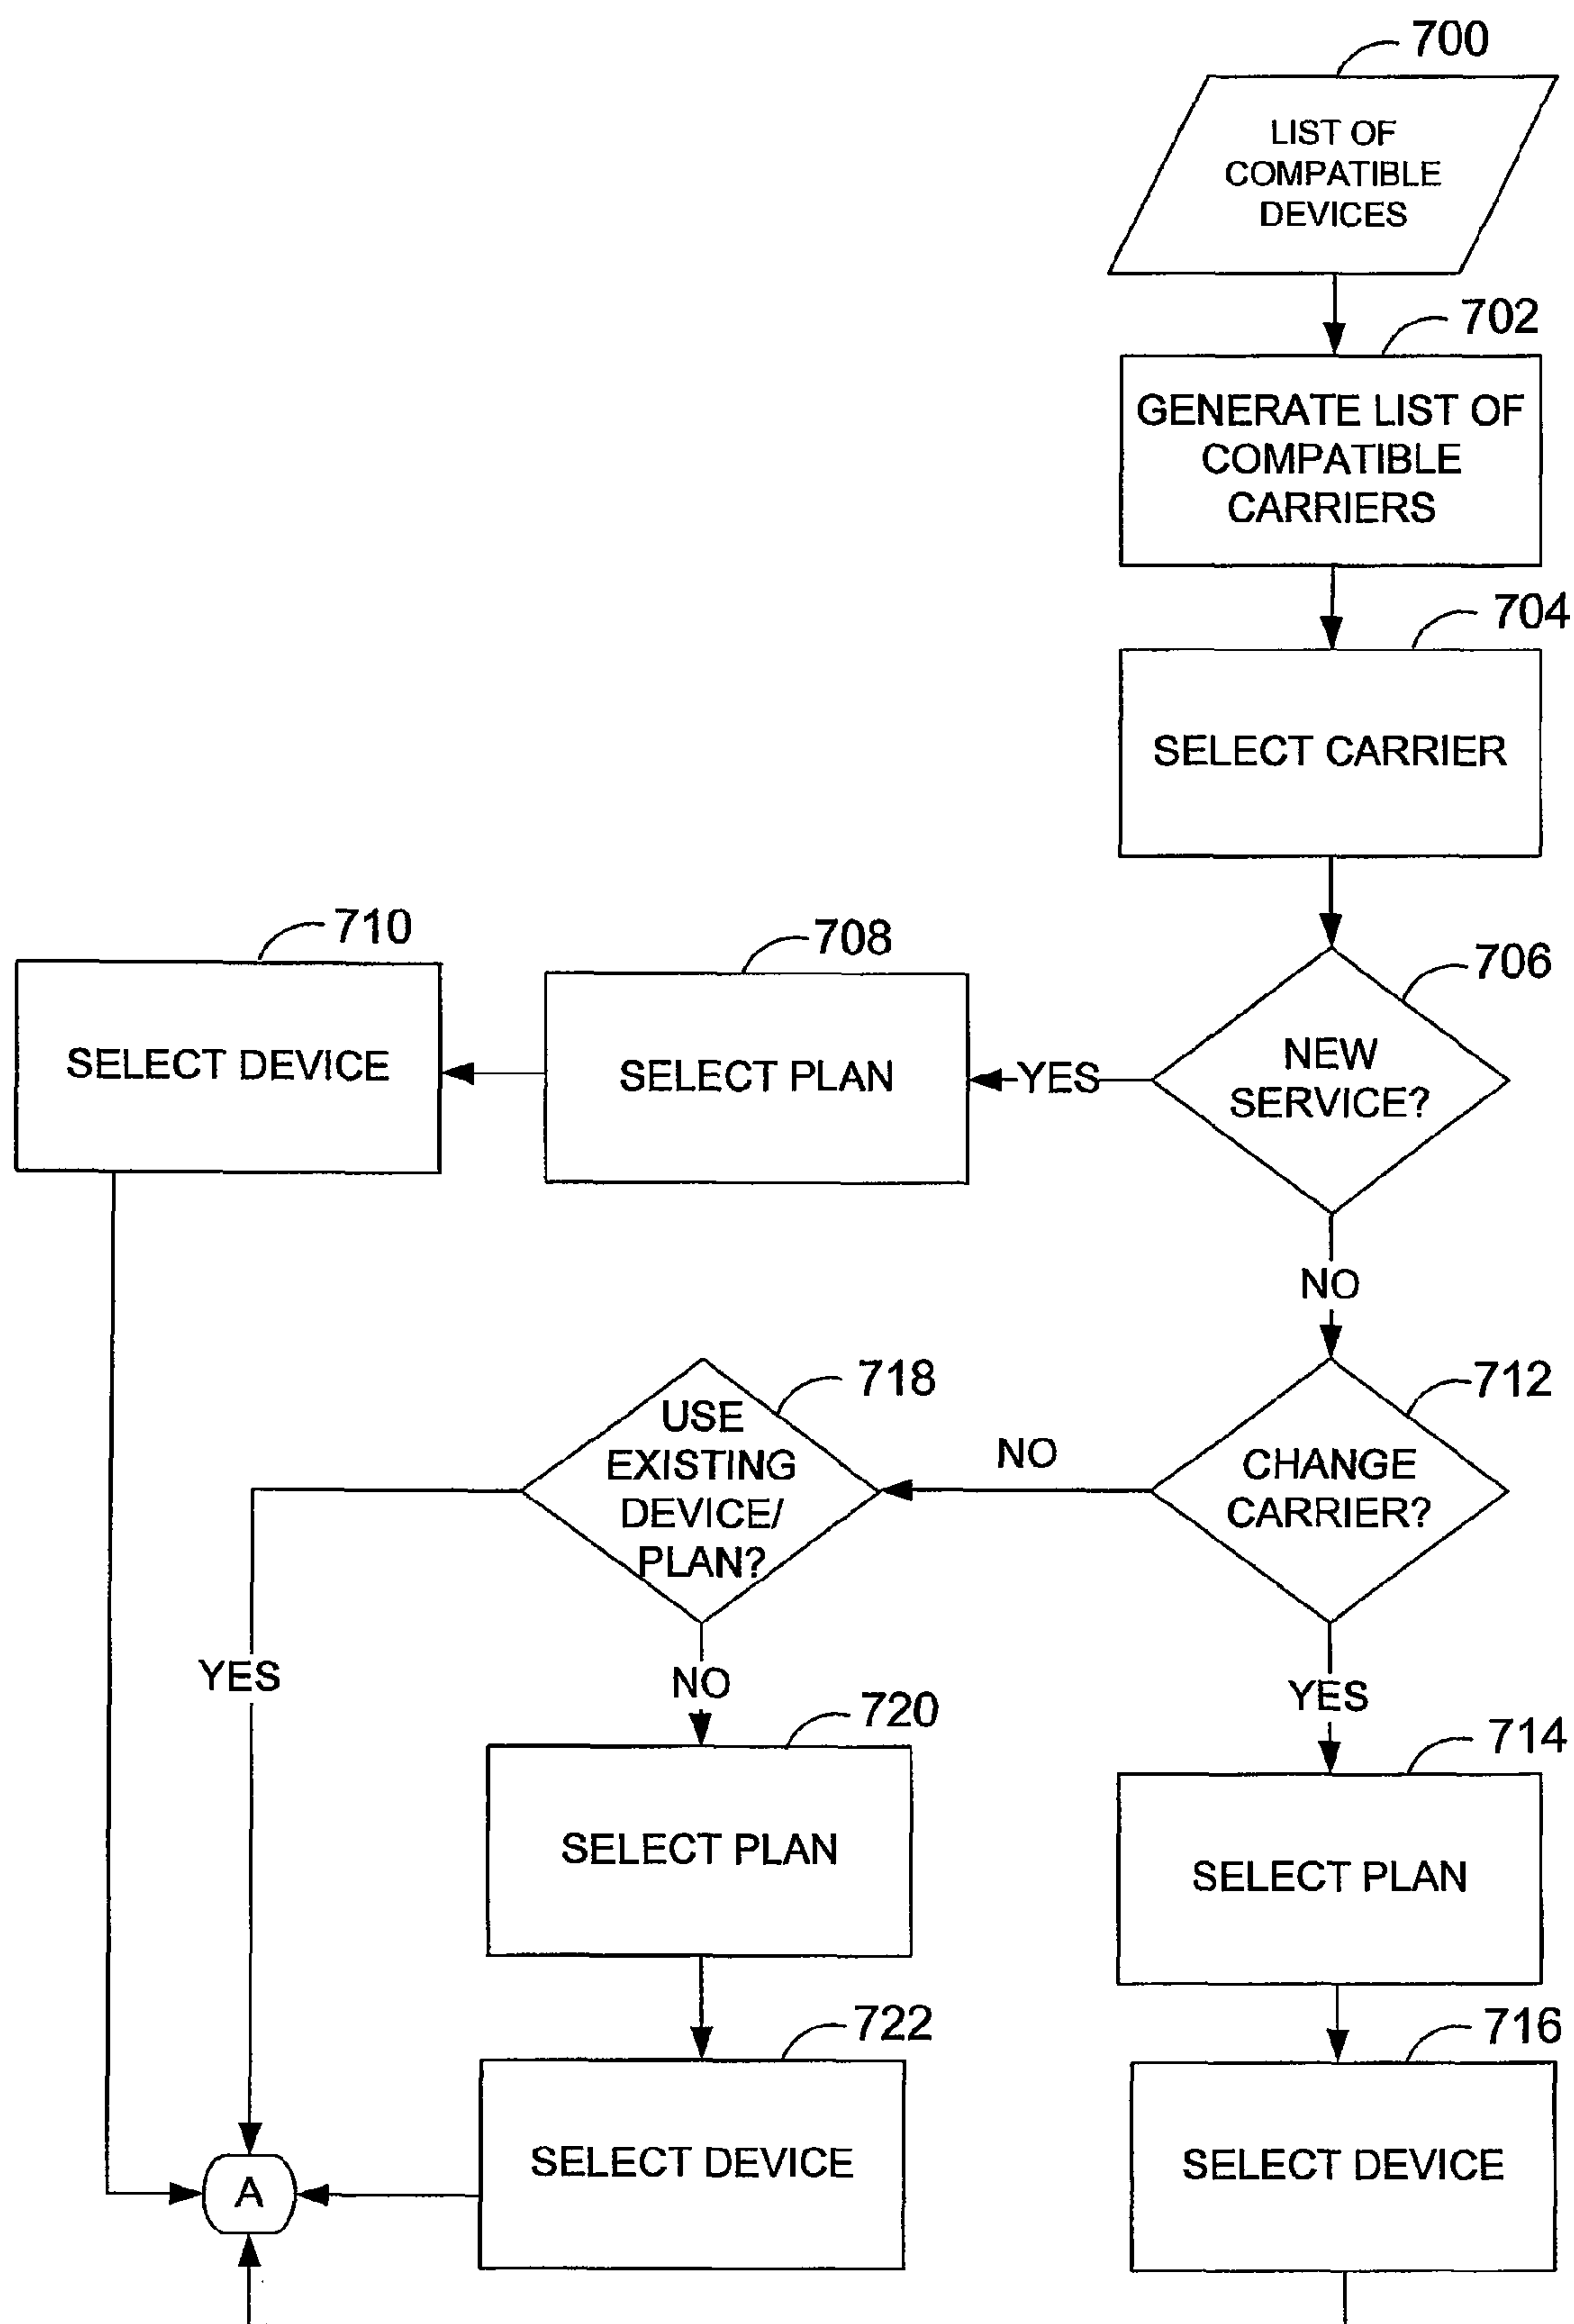 700
LIST OF
COMPATIBLE
DEVICES
702
GENERATE LIST OF
COMPATIBLE
CARRIERS
704
SELECT CARRIER
706
NEW
SERVICE?
YES
708
SELECT PLAN
710
SELECT DEVICE
NO
712
CHANGE
CARRIER?
NO
718
USE
EXISTING
DEVICE/
PLAN?
YES
NO
YES
720
SELECT PLAN
714
SELECT PLAN
722
SELECT DEVICE
716
SELECT DEVICE
A